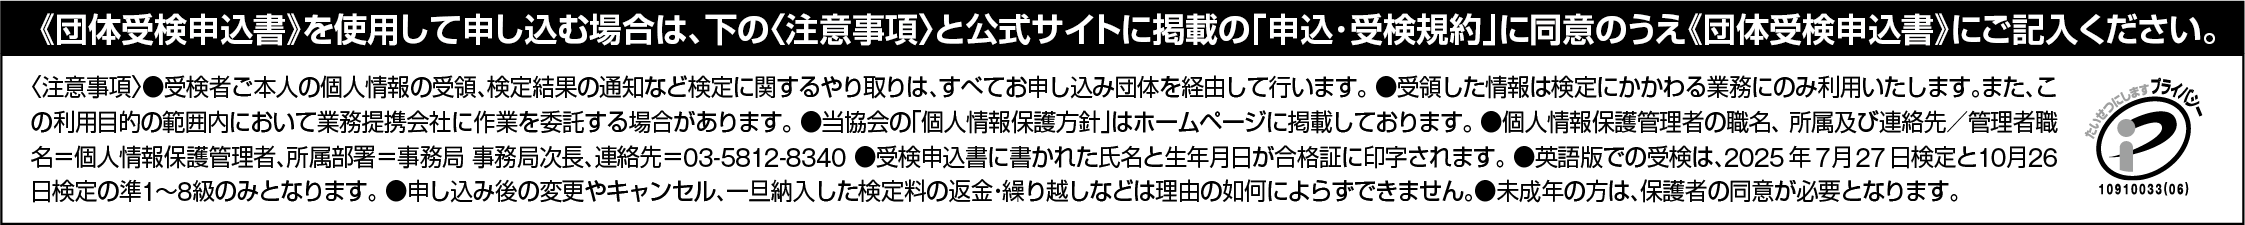 《団体受検申込書》を使用して申し込む場合は、下の〈注意事項〉と公式サイトに掲載の「申込・受検規約」に同意のうえ《団体受検申込書》にご記入ください。
〈注意事項〉●受検者ご本人の個人情報の受領、検定結果の通知など検定に関するやり取りは、すべてお申し込み団体を経由して行います。●受領した情報は検定にかかわる業務にのみ利用いたします。また、こ
の利用目的の範囲内において業務提携会社に作業を委託する場合があります。●当協会の「個人情報保護方針」はホームページに掲載しております。●個人情報保護管理者の職名、所属及び連絡先／管理者職
名＝個人情報保護管理者、所属部署＝事務局 事務局次長、連絡先＝03-5812-8340 ●受検申込書に書かれた氏名と生年月日が合格証に印字されます。●英語版での受検は、2025年7月27日検定と10月26
日検定の準1〜8級のみとなります。●申し込み後の変更やキャンセル、一旦納入した検定料の返金・繰り越しなどは理由の如何によらずできません。●未成年の方は、保護者の同意が必要となります。
たいせつにしますプライバシー
10910033(06)